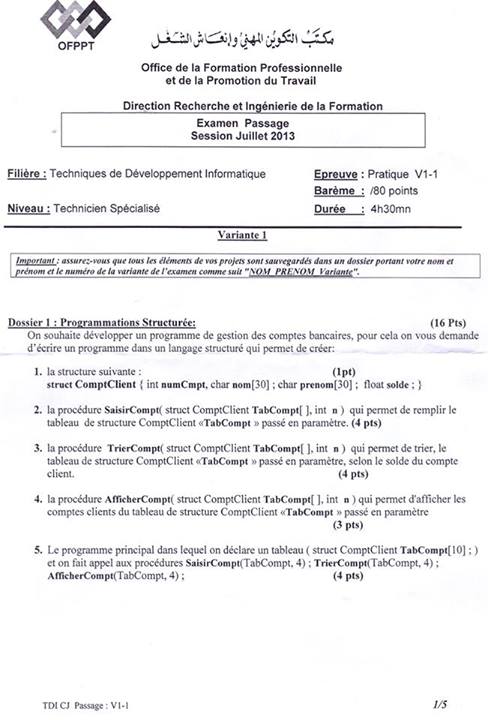 OFPPT
مكتب التكوين المهني وإنعاش الشغل
Office de la Formation Professionnelle
et de la Promotion du Travail
Direction Recherche et Ingénierie de la Formation
Examen Passage
Session Juillet 2013
Filière : Techniques de Développement Informatique
Epreuve : Pratique V1-1
Barème : /80 points
Niveau : Technicien Spécialisé
Durée : 4h30mn
Variante 1
Important : assurez-vous que tous les éléments de vos projets sont sauvegardés dans un dossier portant votre nom et
prénom et le numéro de la variante de l'examen comme suit "NOM_PRENOM_Variante".
Dossier 1 : Programmations Structurée: (16 Pts)
On souhaite développer un programme de gestion des comptes bancaires, pour cela on vous demande
d'écrire un programme dans un langage structuré qui permet de créer:
1. la structure suivante : (1pt)
struct ComptClient { int numCmpt, char nom[30] ; char prenom[30] ; float solde ; }
2. la procédure SaisirCompt( struct ComptClient TabCompt[ ], int n ) qui permet de remplir le
tableau de structure ComptClient «TabCompt » passé en paramètre. (4 pts)
3. la procédure TrierCompt( struct ComptClient TabCompt[ ], int n ) qui permet de trier, le
tableau de structure ComptClient «TabCompt » passé en paramètre, selon le solde du compte
client. (4 pts)
4. la procédure AfficherCompt( struct ComptClient TabCompt[ ], int n ) qui permet d'afficher les
comptes clients du tableau de structure ComptClient «TabCompt » passé en paramètre
(3 pts)
5. Le programme principal dans lequel on déclare un tableau ( struct ComptClient TabCompt[10] ; )
et on fait appel aux procédures SaisirCompt(TabCompt, 4) ; TrierCompt(TabCompt, 4) ;
AfficherCompt(TabCompt, 4) ; (4 pts)
TDI CJ Passage : V1-1
1/5